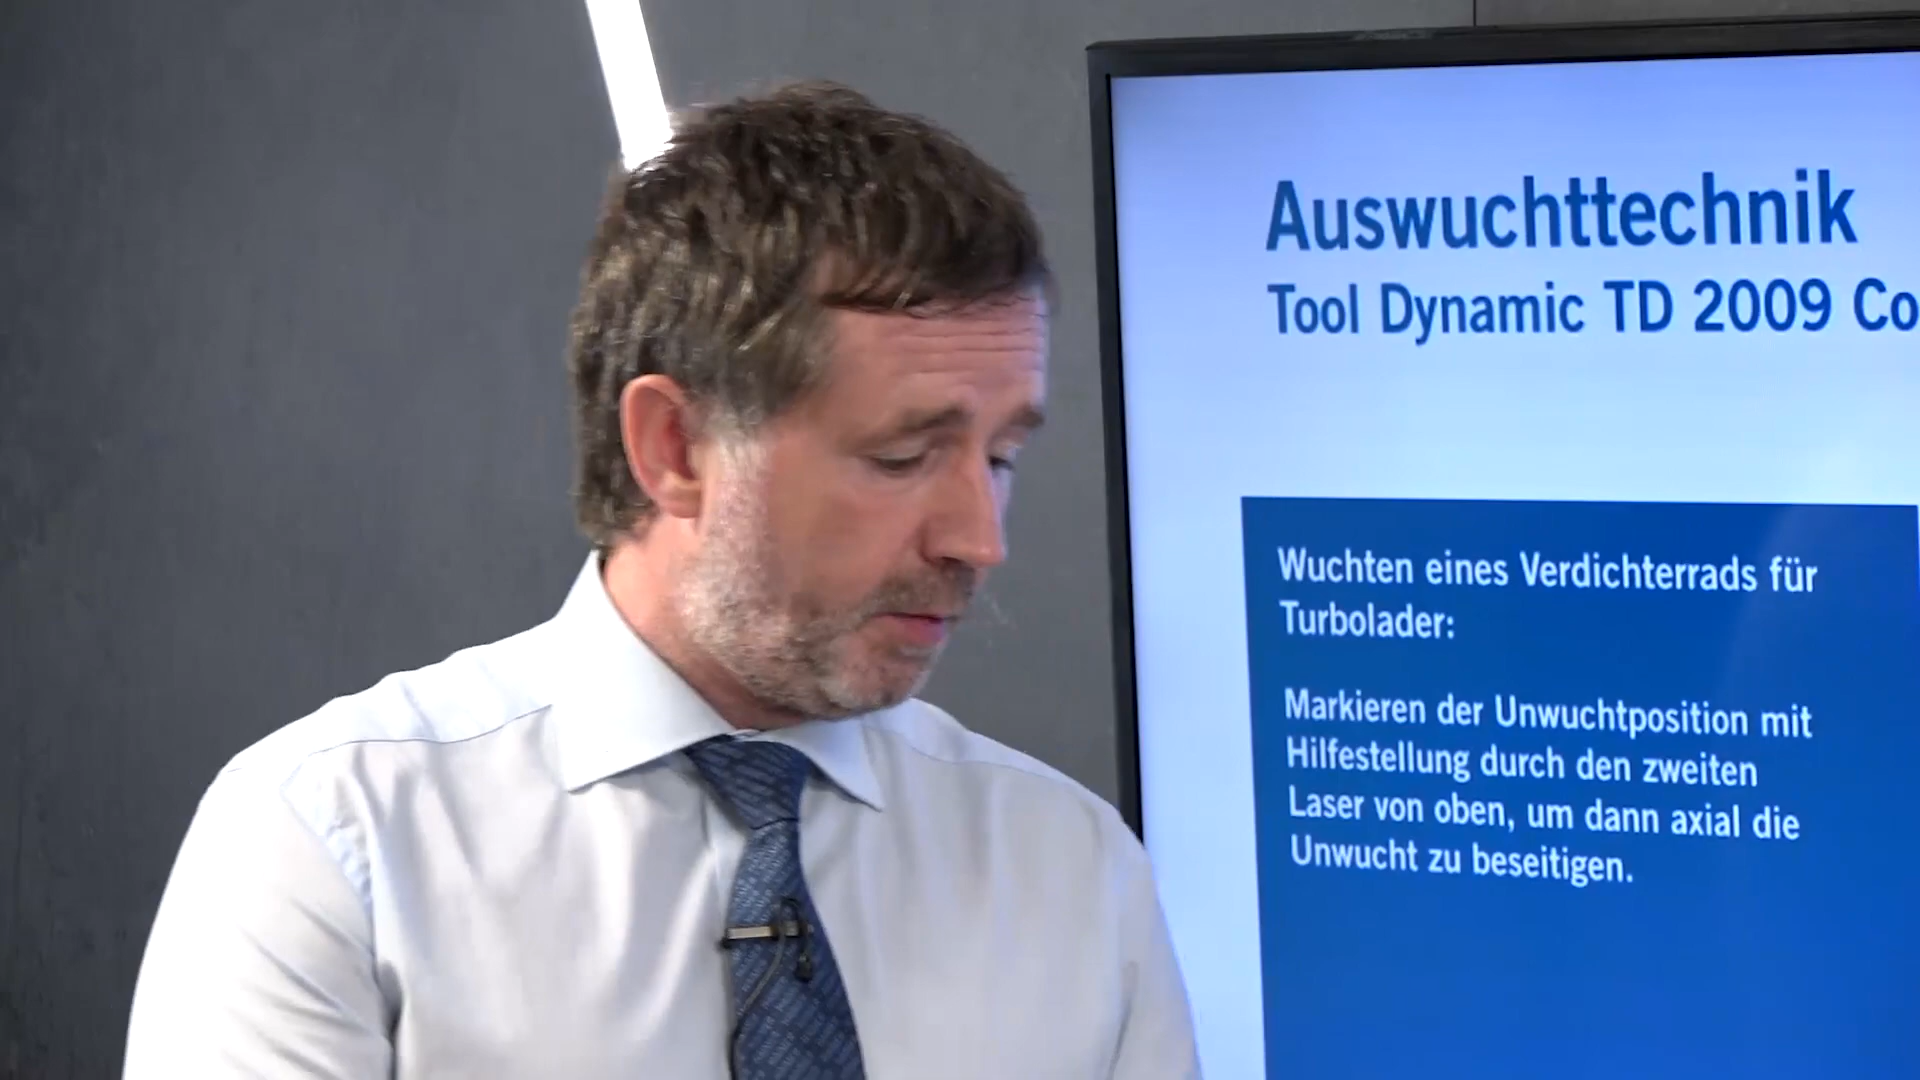 Auswuchttechnik
Tool Dynamic TD 2009 Co
Wuchten eines Verdichterrads für
Turbolader:
Markieren der Unwuchtposition mit
Hilfestellung durch den zweiten
Laser von oben, um dann axial die
Unwucht zu beseitigen.